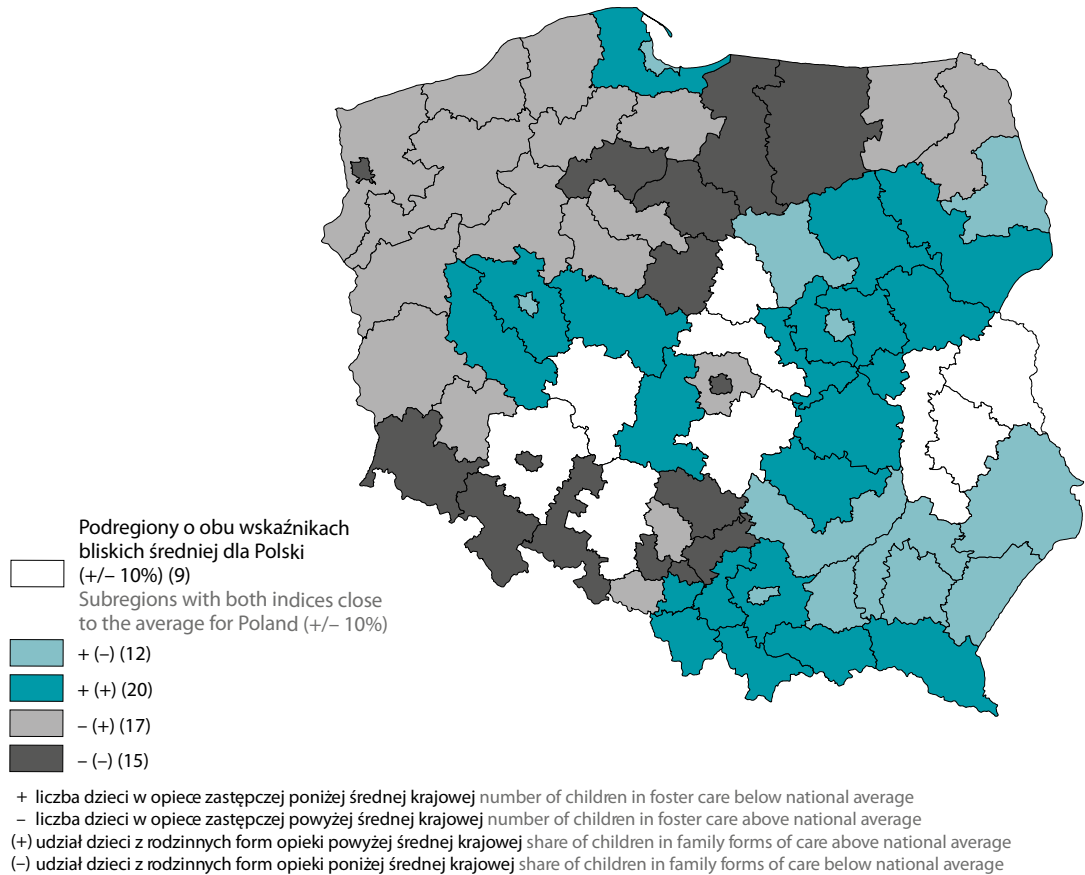 Podregiony o obu wskaźnikach
bliskich średniej dla Polski
(+/– 10%) (9)
Subregions with both indices close
to the average for Poland (+/– 10%)
+ (–) (12)
+ (+) (20)
– (+) (17)
– (–) (15)
+ liczba dzieci w opiece zastępczej poniżej średniej krajowej number of children in foster care below national average
– liczba dzieci w opiece zastępczej powyżej średniej krajowej number of children in foster care above national average
(+) udział dzieci z rodzinnych form opieki powyżej średniej krajowej share of children in family forms of care above national average
(–) udział dzieci z rodzinnych form opieki poniżej średniej krajowej share of children in family forms of care below national average